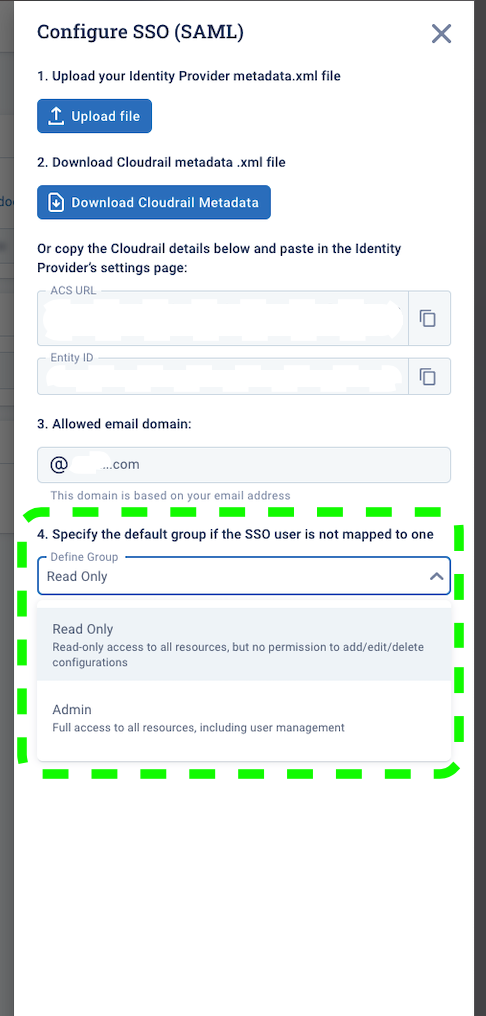 Configure SSO (SAML)
1. Upload your Identity Provider metadata.xml file
Upload file
2. Download Cloudrail metadata .xml file
Download Cloudrail Metadata
Or copy the Cloudrail details below and paste in the Identity
Provider’s settings page:
ACS URL
Entity ID
3. Allowed email domain:
@ ...com
This domain is based on your email address
4. Specify the default group if the SSO user is not mapped to one
Define Group
Read Only
Read Only
Read-only access to all resources, but no permission to add/edit/delete
configurations
Admin
Full access to all resources, including user management